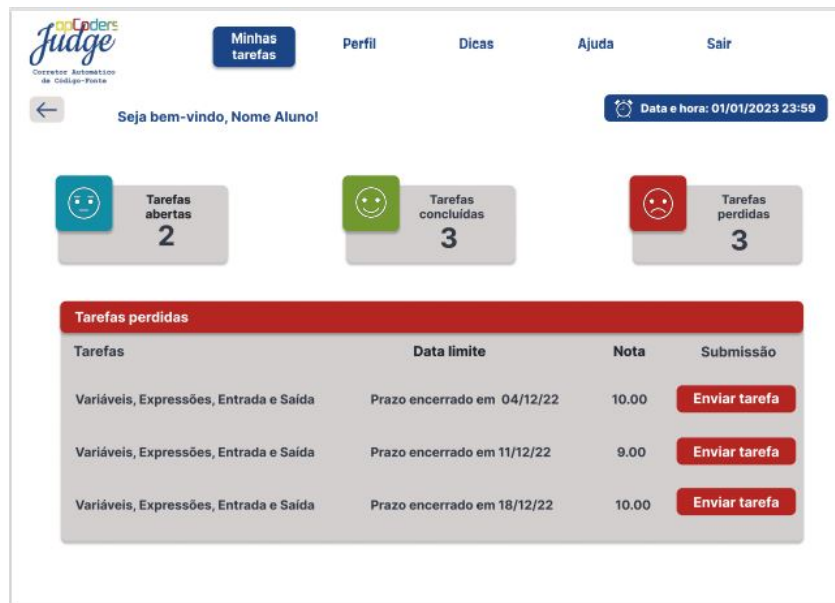 opCoders
Judge
Corretor Automático
de Código-Fonte
Minhas
tarefas
Perfil
Dicas
Ajuda
Sair
Seja bem-vindo, Nome Aluno!
Data e hora: 01/01/2023 23:59
Tarefas
abertas
2
Tarefas
concluídas
3
Tarefas
perdidas
3
Tarefas perdidas
Tarefas Data limite Nota Submissão
Variáveis, Expressões, Entrada e Saída Prazo encerrado em 04/12/22 10.00 Enviar tarefa
Variáveis, Expressões, Entrada e Saída Prazo encerrado em 11/12/22 9.00 Enviar tarefa
Variáveis, Expressões, Entrada e Saída Prazo encerrado em 18/12/22 10.00 Enviar tarefa